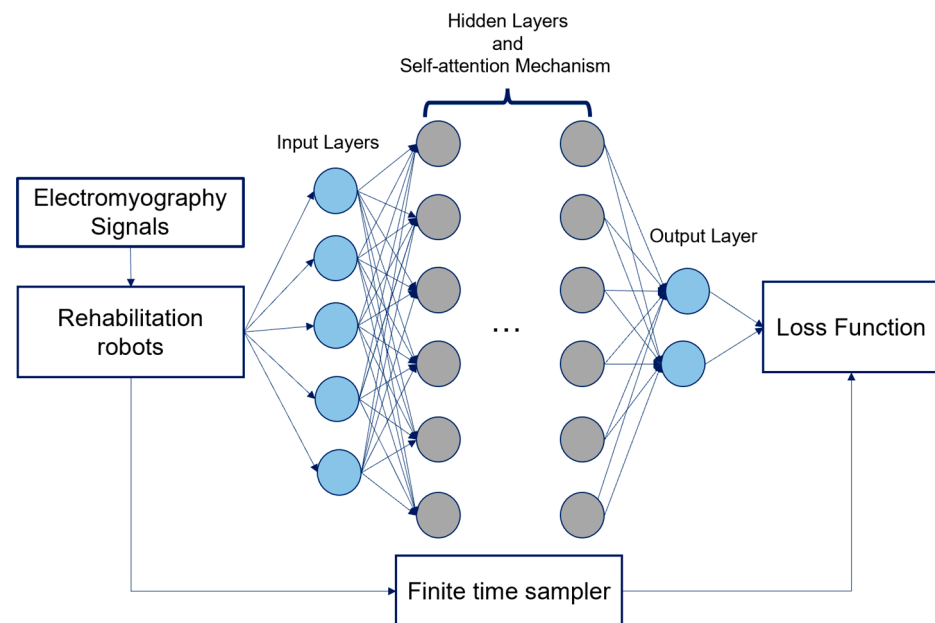 Hidden Layers
and
Self-attention Mechanism
Input Layers
Electromyography
Signals
Output Layer
Rehabilitation
robots
Loss Function
...
Finite time sampler